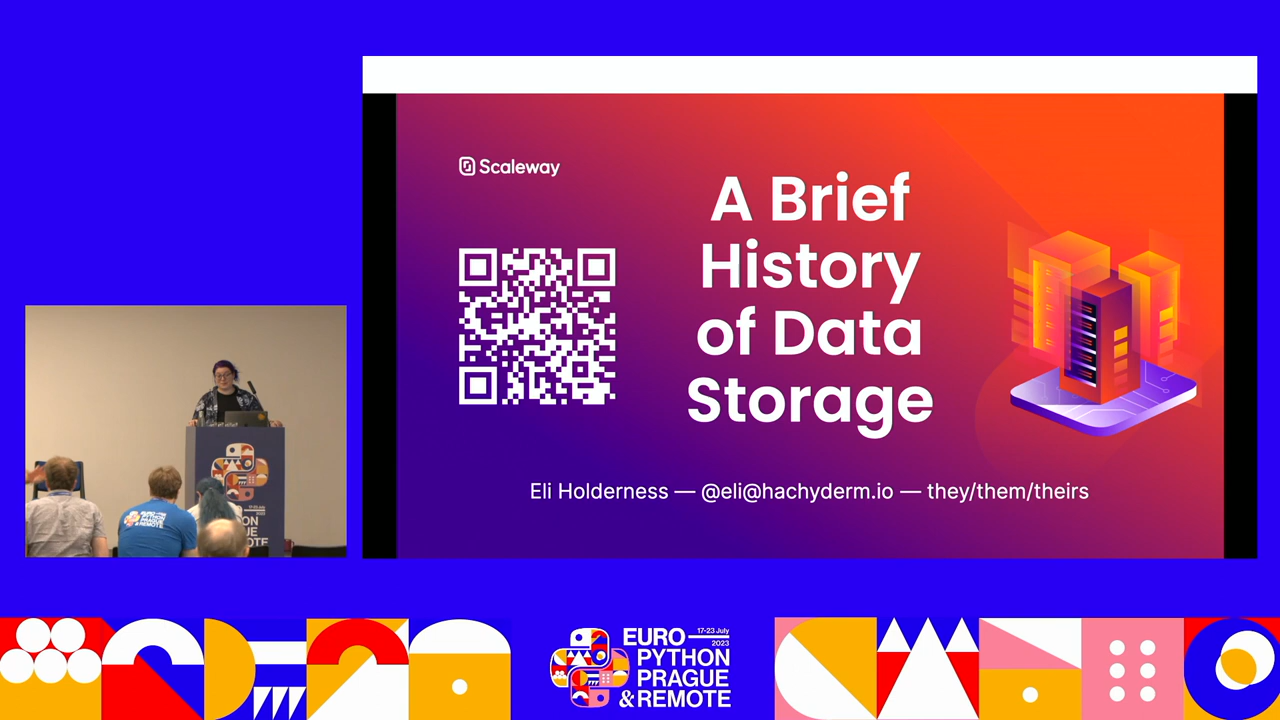 Scaleway
A Brief
History
of Data
Storage
Eli Holderness — @eli@hachyderm.io — they/them/theirs
EURO
17-23 July
2023
PYTHON
PRAGUE
& REMOTE